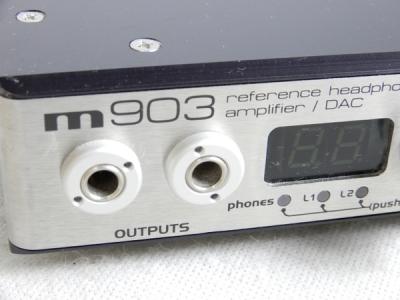 m903 reference headpho
amplifier / DAC
phones L1 L2
(push
OUTPUTS